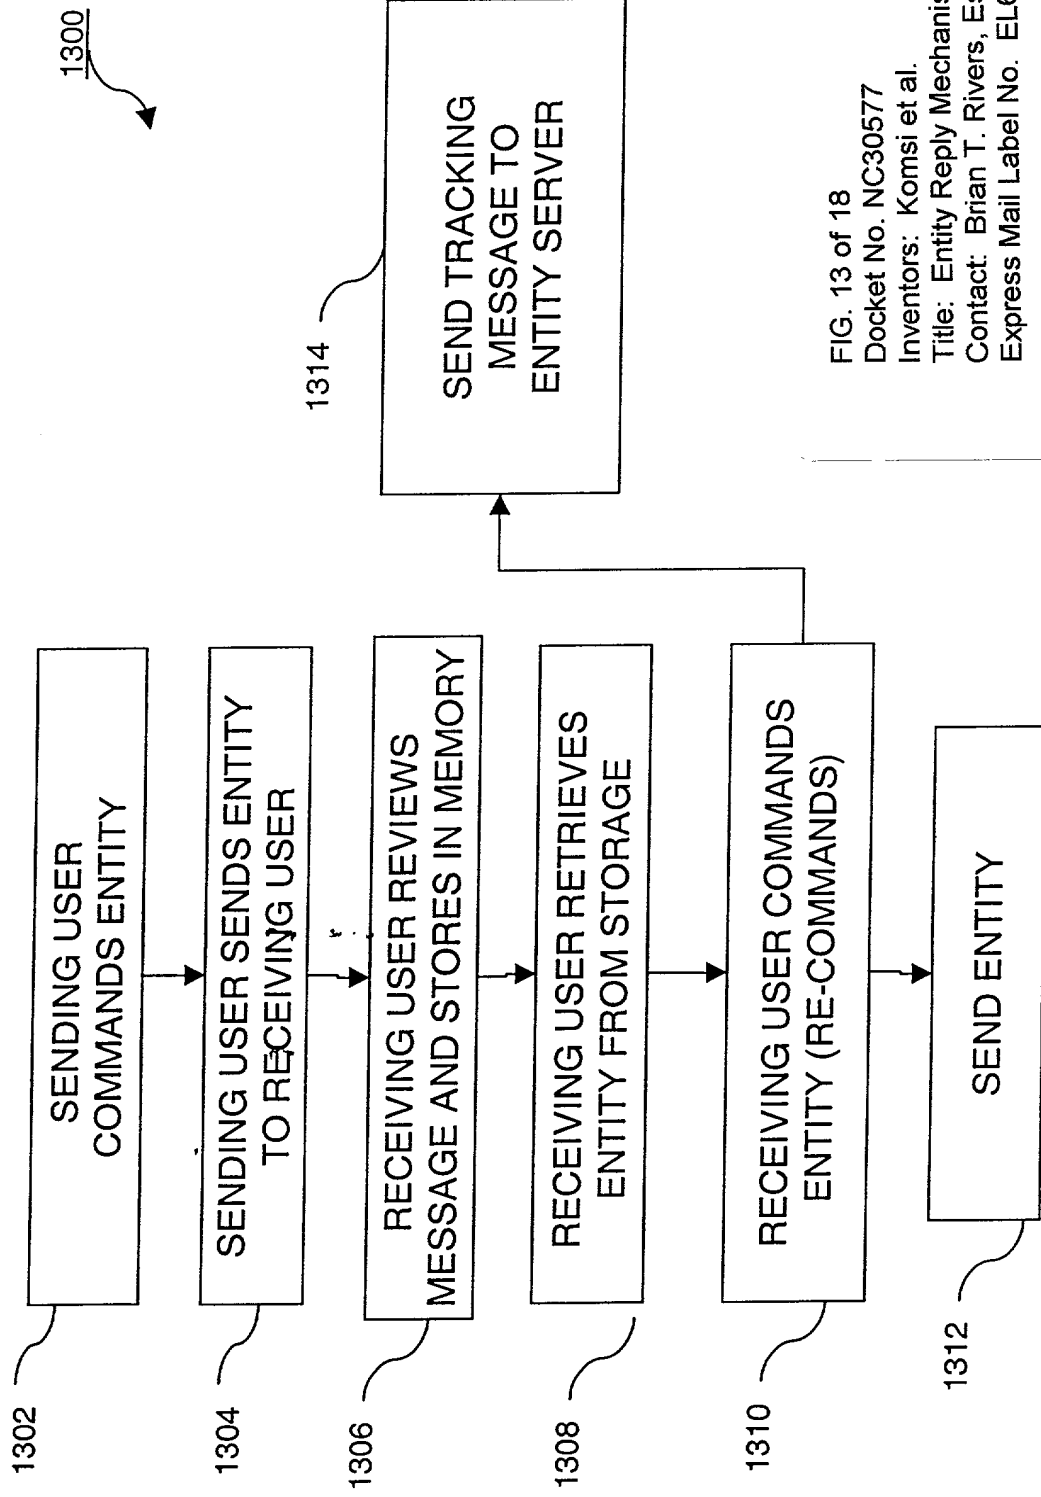 1300
1302
SENDING USER
COMMANDS ENTITY
1304
SENDING USER SENDS ENTITY
TO RECEIVING USER
1306
RECEIVING USER REVIEWS
MESSAGE AND STORES IN MEMORY
1308
RECEIVING USER RETRIEVES
ENTITY FROM STORAGE
1310
RECEIVING USER COMMANDS
ENTITY (RE-COMMANDS)
1312
SEND ENTITY
1314
SEND TRACKING
MESSAGE TO
ENTITY SERVER
FIG. 13 of 18
Docket No. NC30577
Inventors: Komsi et al.
Title: Entity Reply Mechanis
Contact: Brian T. Rivers, Es
Express Mail Label No. EL6